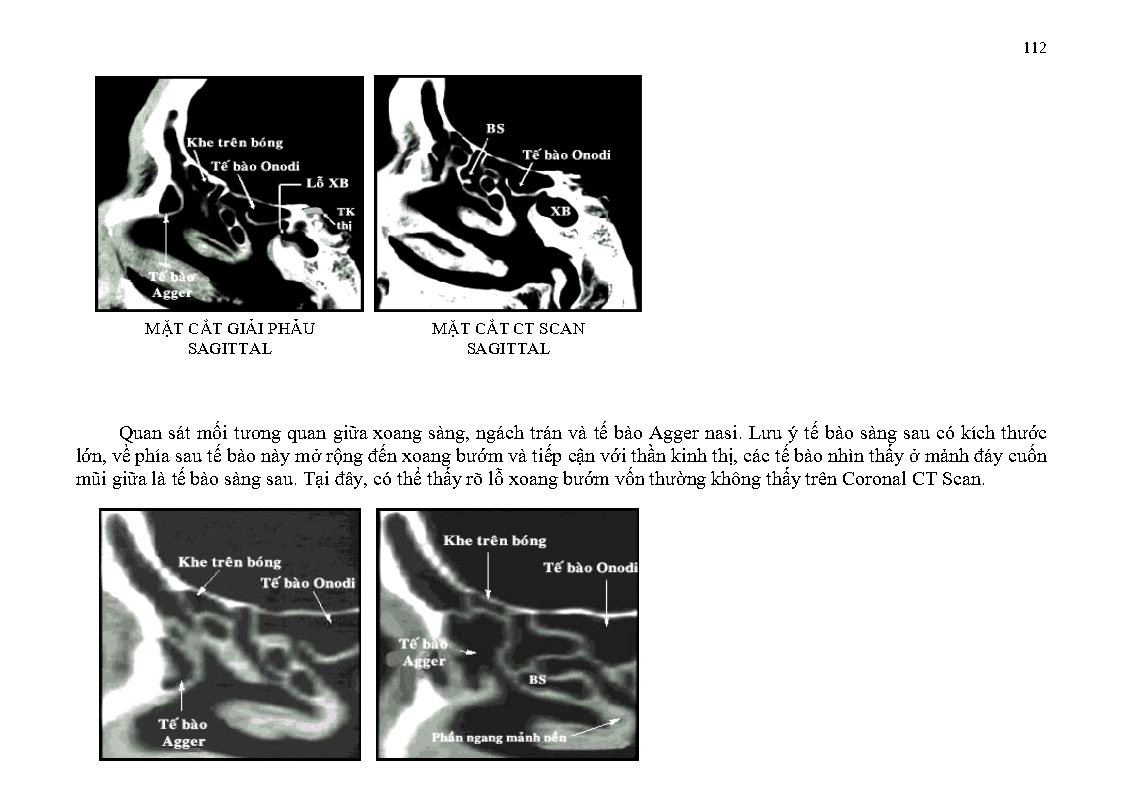 112
Khe trên bóng
Tế bào Onodi
Lỗ XB
TK
thị
Tế bào
Agger
BS
Tế bào Onodi
XB
MẶT CẮT GIẢI PHẪU
SAGITTAL
MẶT CẮT CT SCAN
SAGITTAL
Quan sát mối tương quan giữa xoang sàng, ngách trán và tế bào Agger nasi. Lưu ý tế bào sàng sau có kích thước
lớn, về phía sau tế bào này mở rộng đến xoang bướm và tiếp cận với thần kinh thị, các tế bào nhìn thấy ở mảnh đáy cuốn
mũi giữa là tế bào sàng sau. Tại đây, có thể thấy rõ lỗ xoang bướm vốn thường không thấy trên Coronal CT Scan.
Khe trên bóng
Tế bào Onodi
Tế bào
Agger
Khe trên bóng
Tế bào Onodi
Tế bào
Agger
BS
Phần ngang mảnh nền